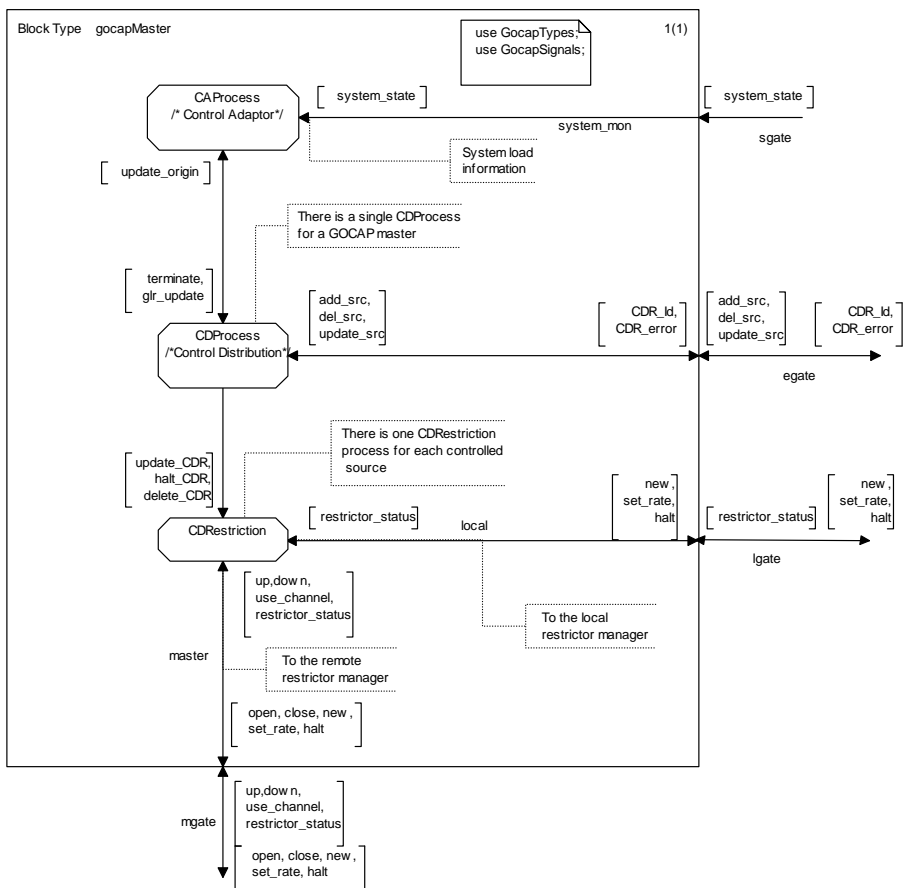 Block Type gocapMaster
1(1)
use GocapTypes;
use GocapSignals;
CAProcess
/* Control Adaptor*/
system_state
system_state
system_mon
sgate
System load
information
update_origin
There is a single CDProcess
for a GOCAP master
terminate,
glr_update
CDProcess
/*Control Distribution*/
add_src,
del_src,
update_src
CDR_Id,
CDR_error
add_src,
del_src,
update_src
CDR_Id,
CDR_error
egate
There is one CDRestriction
process for each controlled
source
update_CDR,
halt_CDR,
delete_CDR
CDRestriction
restrictor_status
local
new,
set_rate,
halt
restrictor_status
new,
set_rate,
halt
lgate
up,down,
use_channel,
restrictor_status
To the local
restrictor manager
master
To the remote
restrictor manager
open, close, new,
set_rate, halt
mgate
up,down,
use_channel,
restrictor_status
open, close, new,
set_rate, halt